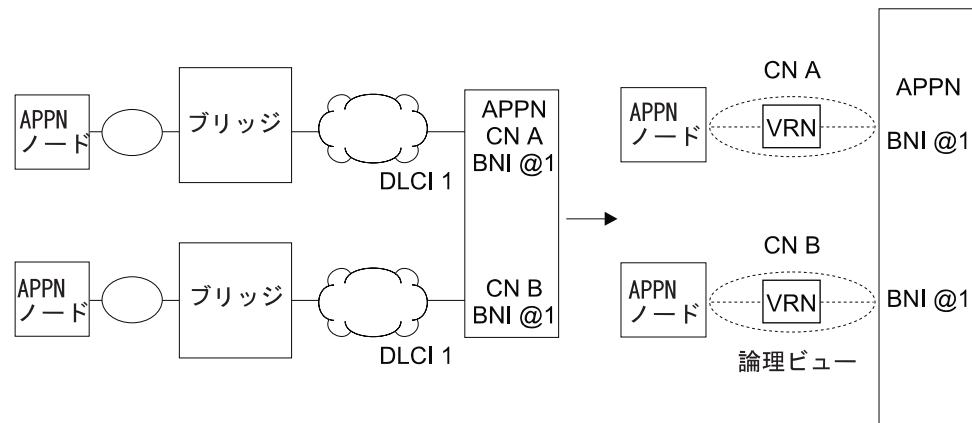 APPN
ノード
ブリッジ
DLCI 1
APPN
CN A
BNI @1
APPN
ノード
ブリッジ
DLCI 1
CN B
BNI @1
CN A
APPN
ノード
VRN
APPN
BNI @1
CN B
APPN
ノード
VRN
BNI @1
論理ビュー